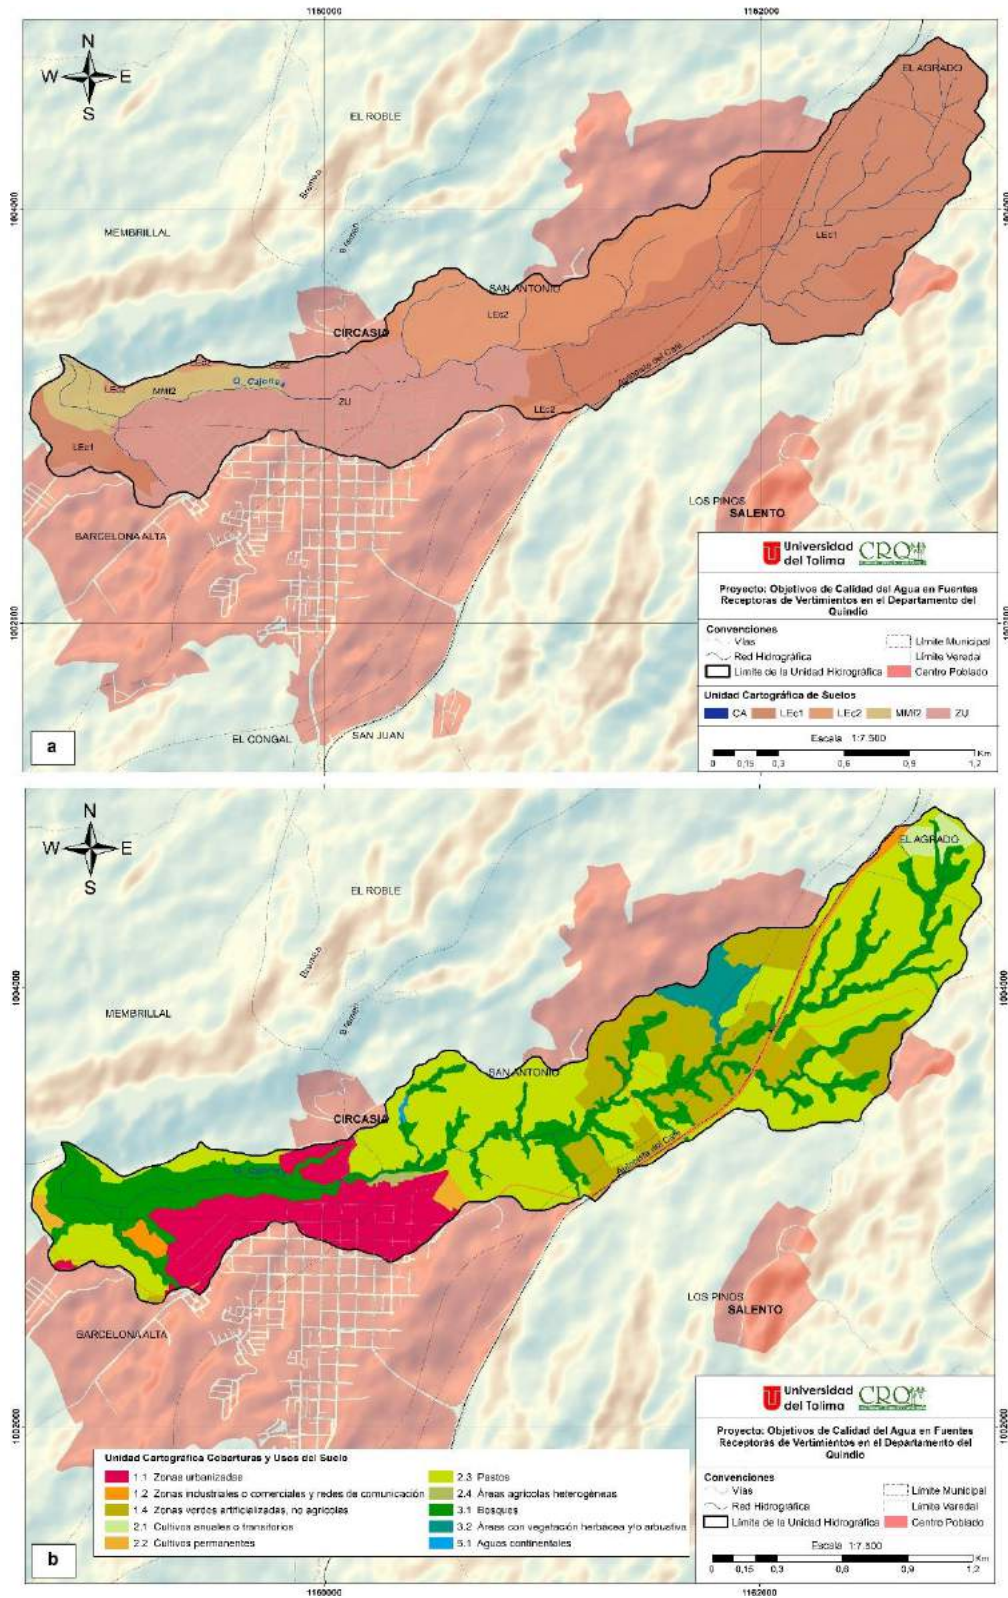 1160000
1162000
N
W E
S
EL AGRADO
EL ROBLE
MEMBRILLAL
1004000
LEc1
SAN ANTONIO
LEc2
CIRCASIA
MMf2
ZU
Autopista del Café
LEc2
LEc1
LOS PINOS
SALENTO
BARCELONA ALTA
Universidad
del Tolima
CRQ
Proyecto: Objetivos de Calidad del Agua en Fuentes
Receptoras de Vertimientos en el Departamento del
Quindio
Convenciones
Vías
Límite Municipal
Red Hidrográfica
Límite Veredal
Límite de la Unidad Hidrográfica
Centro Poblado
Unidad Cartográfica de Suelos
CA LEc1 LEc2 MMf2 ZU
EL CONGAL
SAN JUAN
Escala 1:7.500
Km
0 0,15 0,3 0,6 0,9 1,2
a
N
W E
S
EL AGRADO
EL ROBLE
1004000
MEMBRILLAL
SAN ANTONIO
CIRCASIA
Autopista del Café
LOS PINOS
SALENTO
BARCELONA ALTA
Universidad
del Tolima
CRQ
Proyecto: Objetivos de Calidad del Agua en Fuentes
Receptoras de Vertimientos en el Departamento del
Quindio
Unidad Cartográfica Coberturas y Usos del Suelo
1.1 Zonas urbanizadas
1.2 Zonas industriales o comerciales y redes de comunicación
1.4 Zonas verdes artificializadas, no agrícolas
2.1 Cultivos anuales o transitorios
2.2 Cultivos permanentes
2.3 Pastos
2.4 Áreas agrícolas heterogéneas
3.1 Bosques
3.2 Áreas con vegetación herbácea y/o arbustiva
5.1 Aguas continentales
Convenciones
Vías
Límite Municipal
Red Hidrográfica
Límite Veredal
Límite de la Unidad Hidrográfica
Centro Poblado
Escala 1:7.500
Km
0 0,15 0,3 0,6 0,9 1,2
b
1160000
1162000